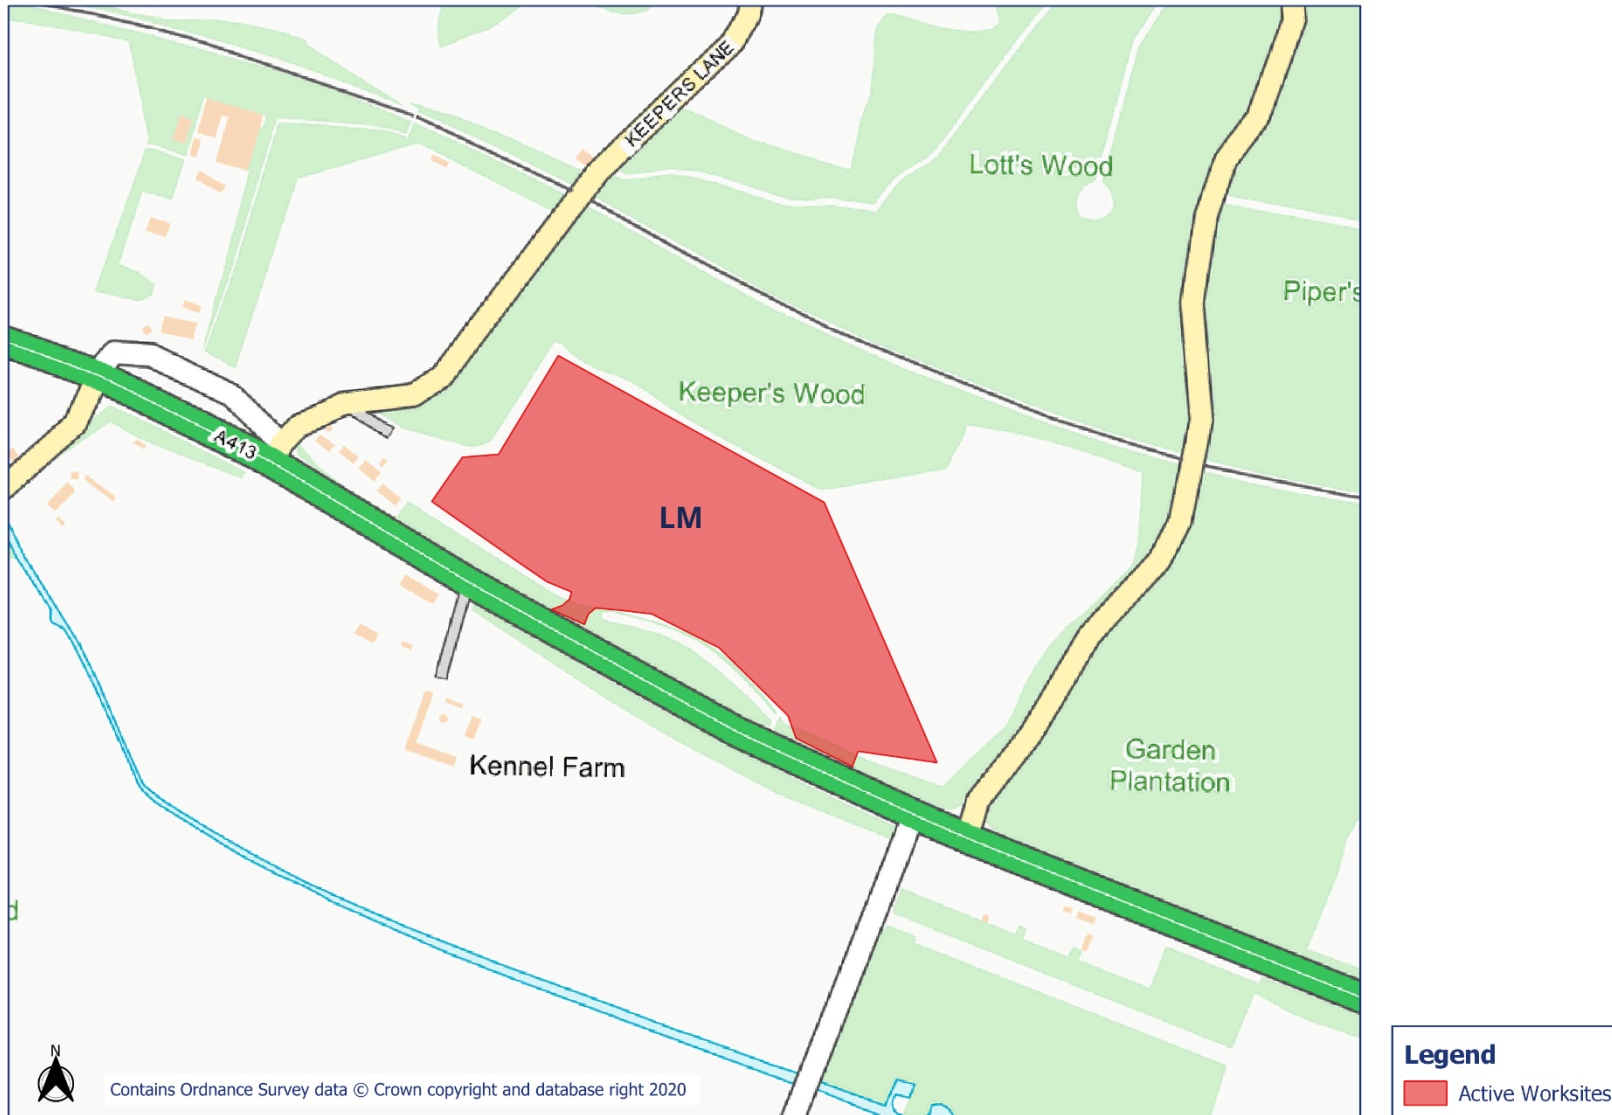 KEEPERS LANE
Lott's Wood
Piper's
Keeper's Wood
A413
LM
Kennel Farm
Garden
Plantation
d
N
Contains Ordnance Survey data © Crown copyright and database right 2020
Legend
Active Worksites